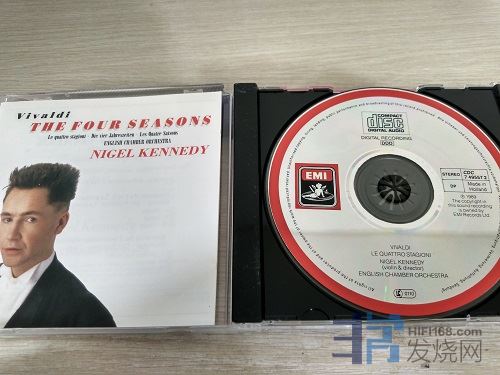 Vivaldi
THE FOUR SEASONS
Le quattro stagioni · Die vier Jahreszeiten · Les Quatre Saisons
ENGLISH CHAMBER ORCHESTRA
NIGEL KENNEDY
COMPACT
disc
DIGITAL AUDIO
DIGITAL RECORDING
DDD
EMI
STEREO
CDC
7 49557 2
DP
Made in
Holland
℗ 1989
The copyright in
this sound recording
is owned by
EMI Records Ltd.
VIVALDI
LE QUATTRO STAGIONI
NIGEL KENNEDY
(violin & director)
ENGLISH CHAMBER ORCHESTRA
HIFI168.com
发烧网